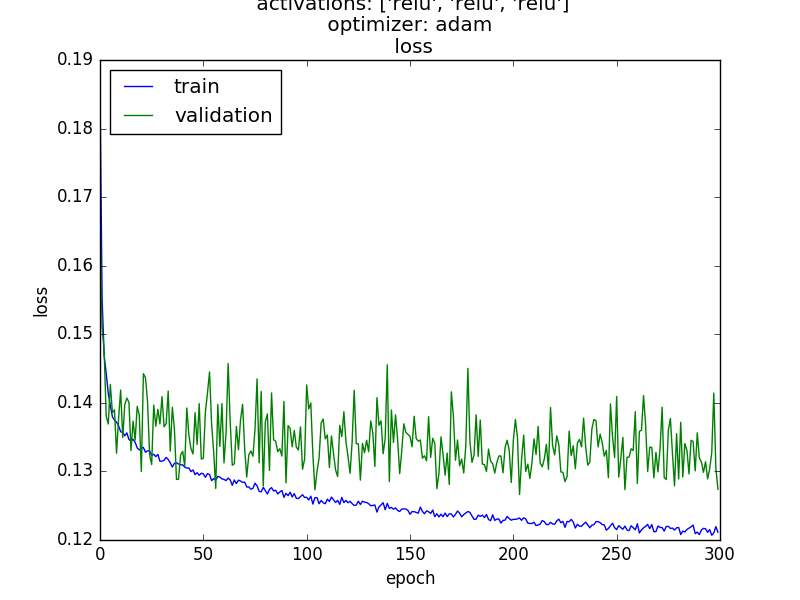 activations: ['relu', 'relu', 'relu']
optimizer: adam
loss
0.19
0.18
0.17
0.16
0.15
0.14
0.13
0.12
train
validation
loss
0
50
100
150
200
250
300
epoch